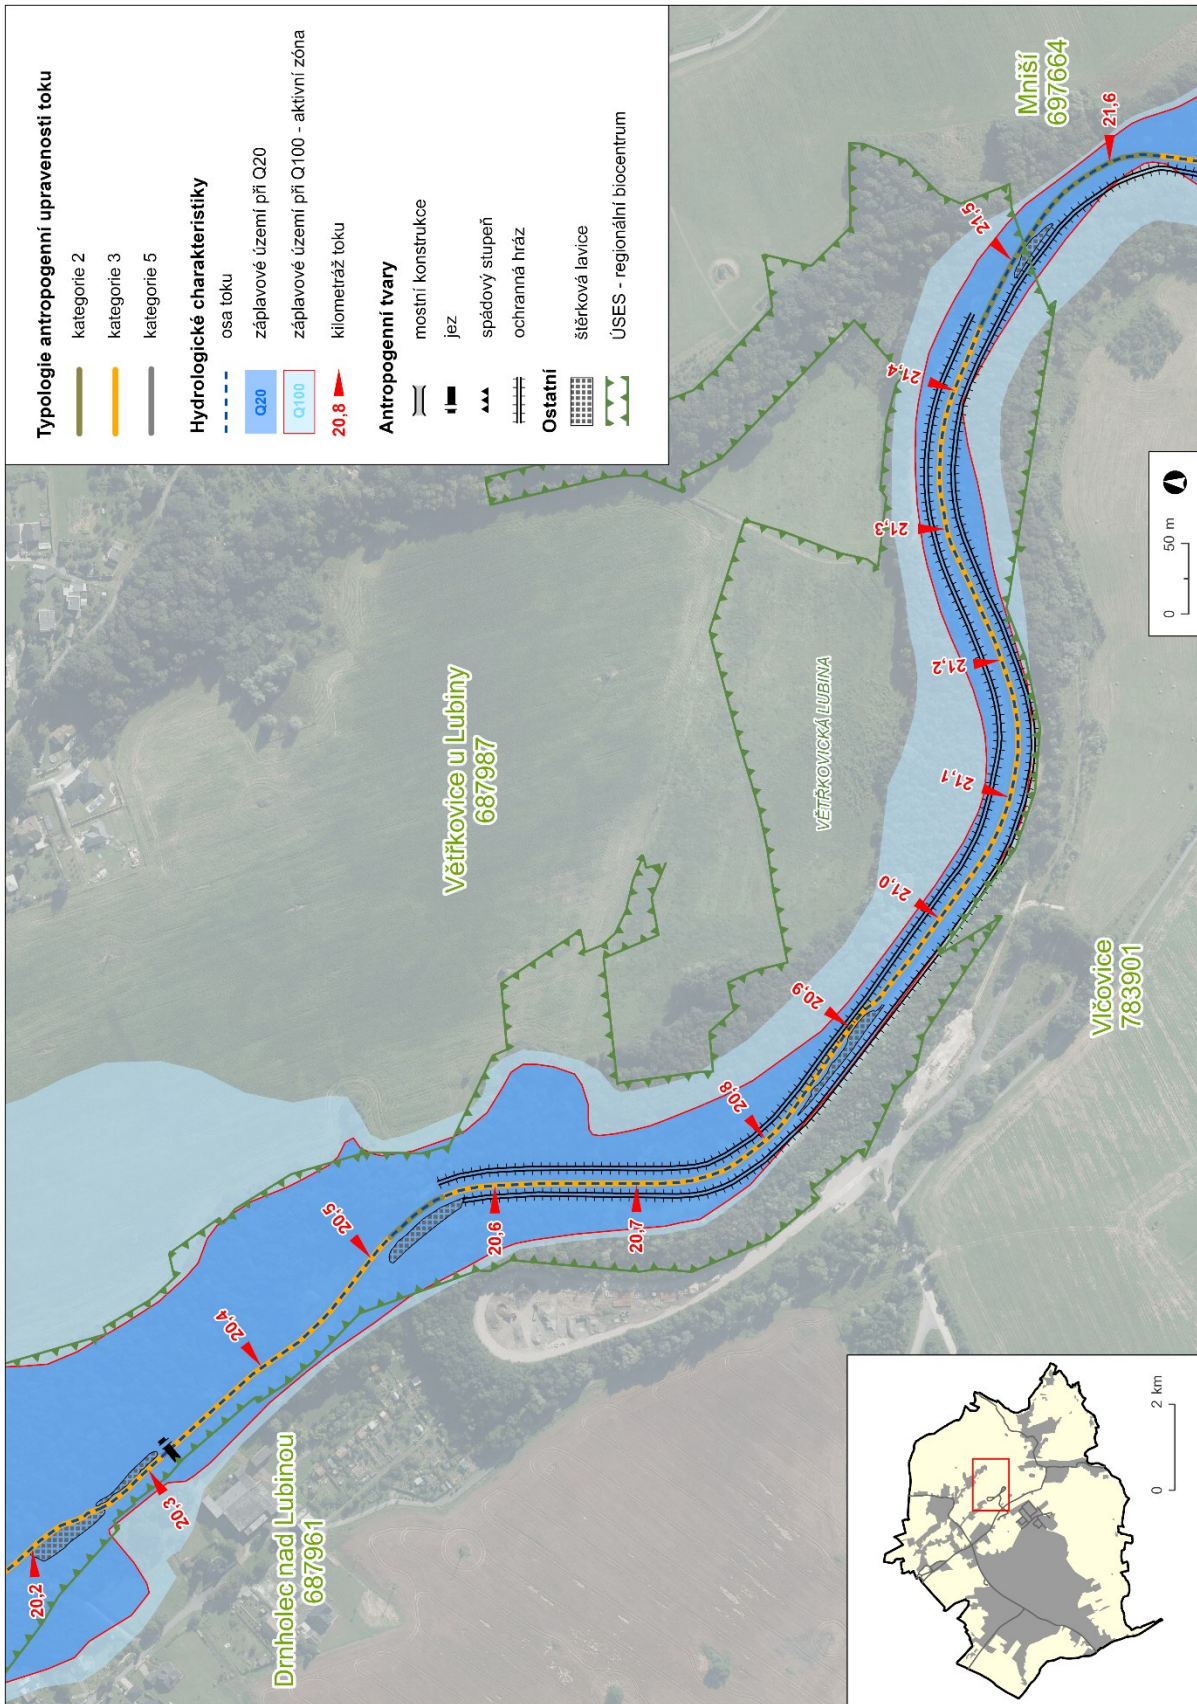 Typologie antropogenní upravenosti toku
kategorie 2
kategorie 3
kategorie 5
Hydrologické charakteristiky
osa toku
Q20 záplavové území při Q20
Q100 záplavové území při Q100 - aktivní zóna
20,8 kilometráž toku
Antropogenní tvary
mostní konstrukce
jez
spádový stupeň
ochranná hráz
Ostatní
štěrková lavice
ÚSES - regionální biocentrum
Mniší
697664
Větřkovice u Lubiny
687987
VĚTŘKOVICKÁ LUBINA
Vlčovice
783901
Drnholec nad Lubinou
687961
20,2
20,3
20,4
20,5
20,6
20,7
20,8
20,9
21,0
21,1
21,2
21,3
21,4
21,5
21,6
0 50 m
0 2 km